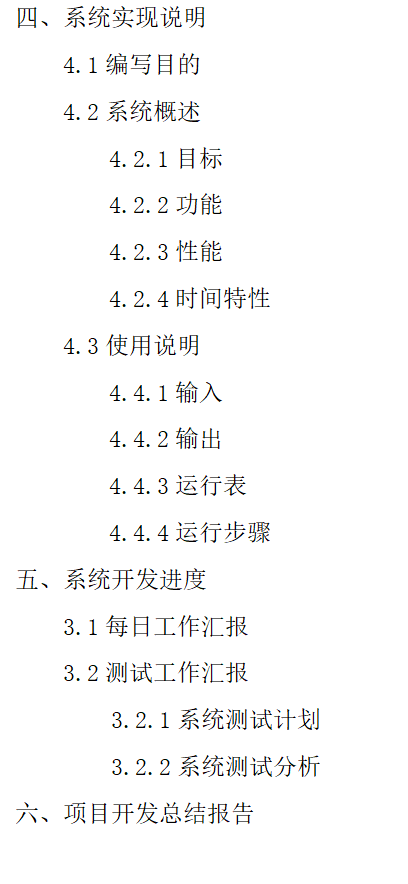 四、系统实现说明
4.1 编写目的
4.2 系统概述
4.2.1 目标
4.2.2 功能
4.2.3 性能
4.2.4 时间特性
4.3 使用说明
4.4.1 输入
4.4.2 输出
4.4.3 运行表
4.4.4 运行步骤
五、系统开发进度
3.1 每日工作汇报
3.2 测试工作汇报
3.2.1 系统测试计划
3.2.2 系统测试分析
六、项目开发总结报告